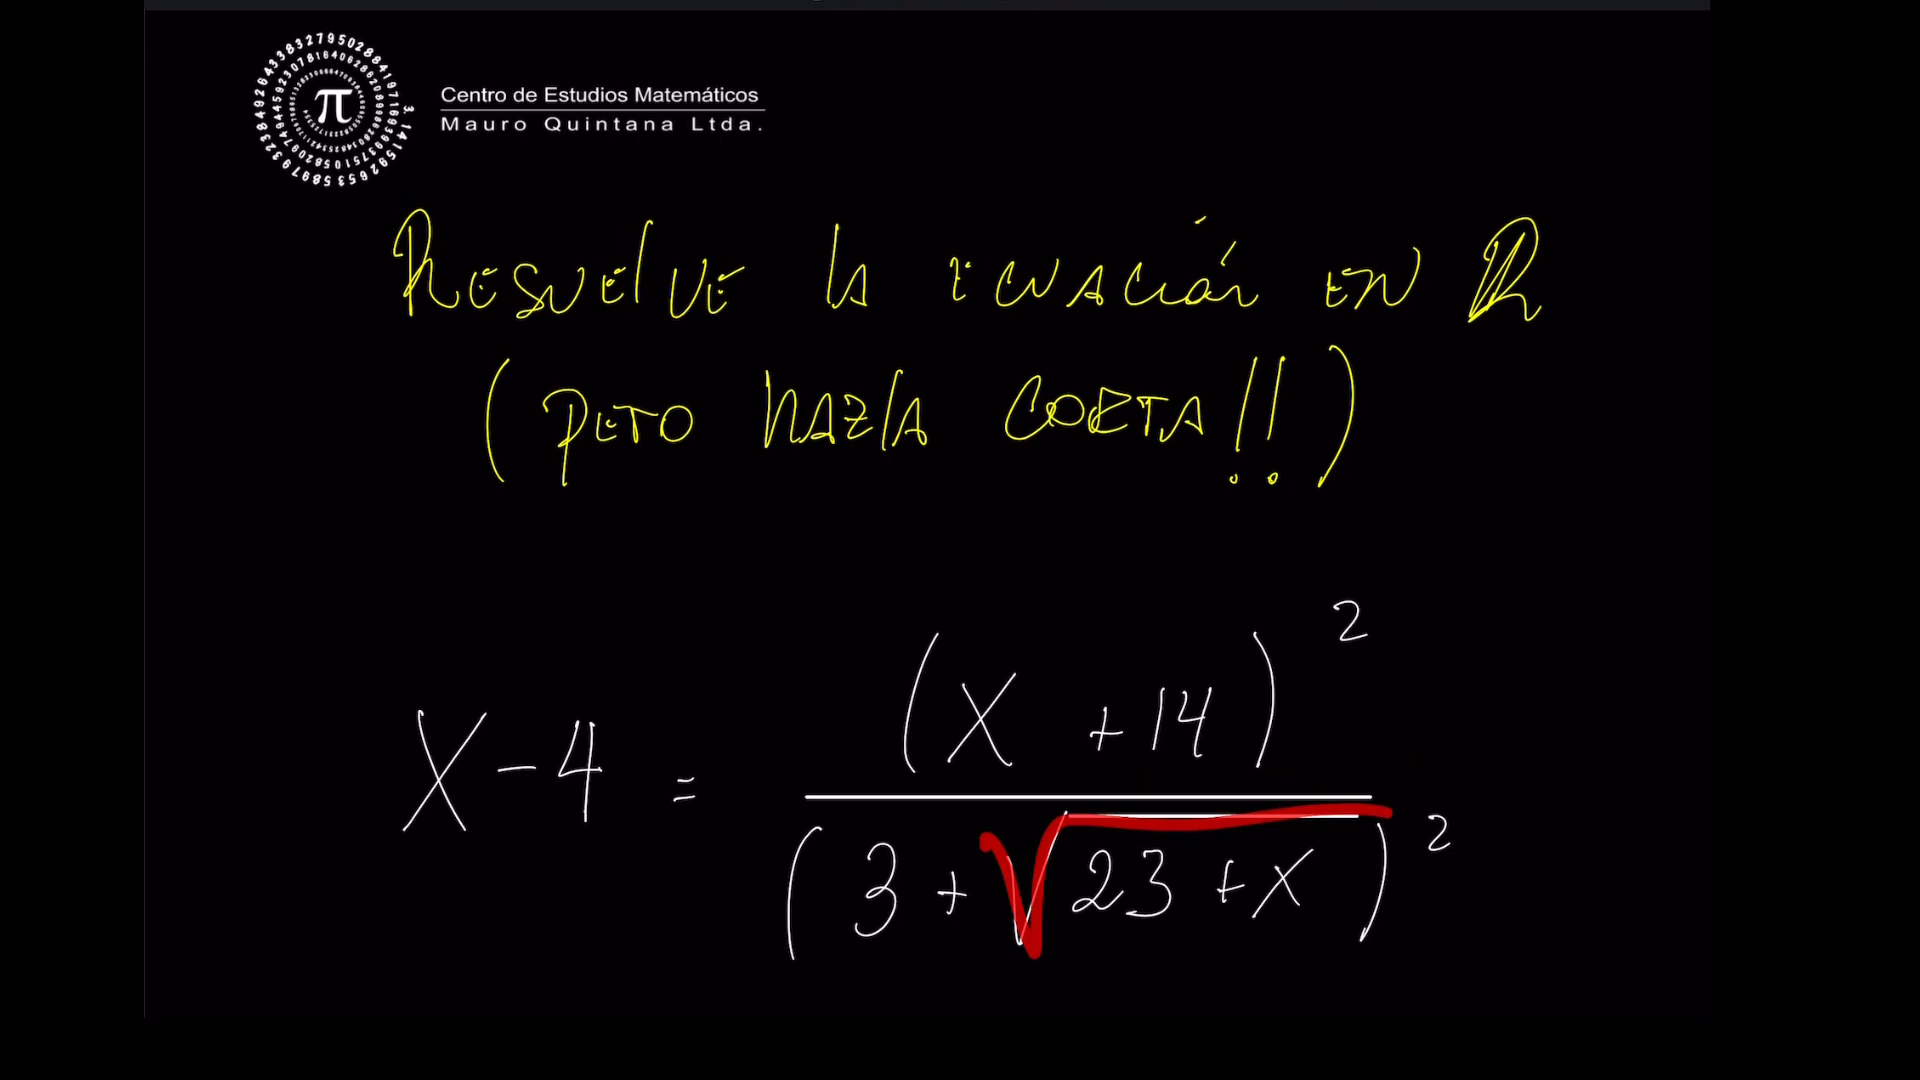 Centro de Estudios Matemáticos
Mauro Quintana Ltda.
RESUELVE LA ECUACIÓN EN ℝ
(PERO HAZLA CORTA!!)
X - 4 = (X + 14)² / (3 + √(23 + X))²